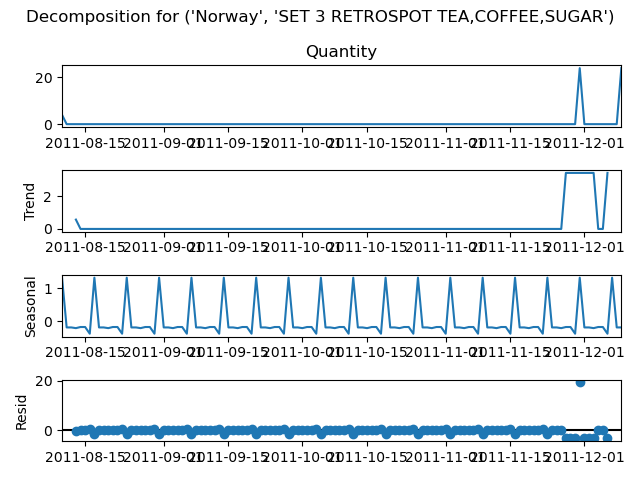 Decomposition for ('Norway', 'SET 3 RETROSPOT TEA,COFFEE,SUGAR')
Quantity
20
0
2011-08-15 2011-09-01 2011-09-15 2011-10-01 2011-10-15 2011-11-01 2011-11-15 2011-12-01
Trend
2
0
2011-08-15 2011-09-01 2011-09-15 2011-10-01 2011-10-15 2011-11-01 2011-11-15 2011-12-01
Seasonal
1
0
2011-08-15 2011-09-01 2011-09-15 2011-10-01 2011-10-15 2011-11-01 2011-11-15 2011-12-01
Resid
20
0
2011-08-15 2011-09-01 2011-09-15 2011-10-01 2011-10-15 2011-11-01 2011-11-15 2011-12-01